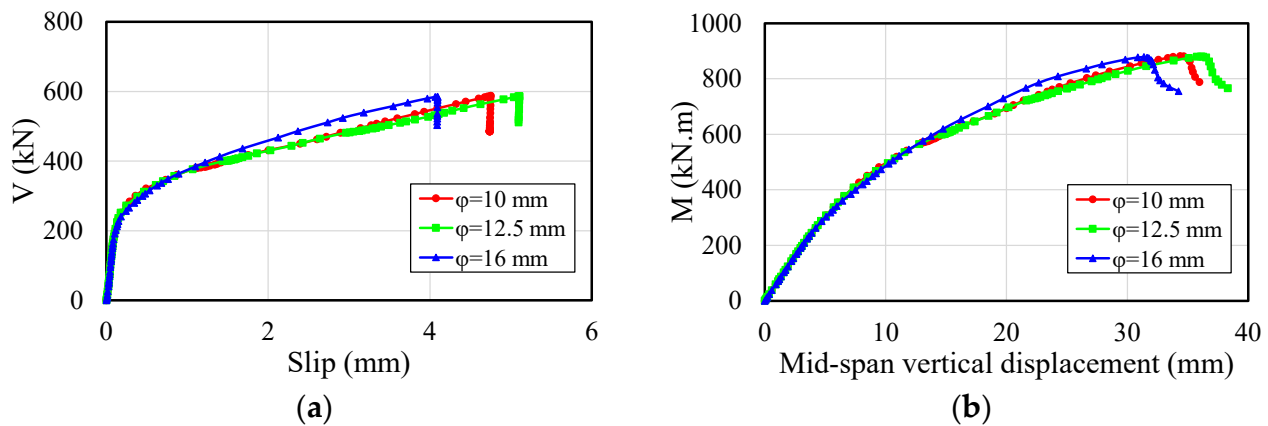 800
600
400
200
0
V (kN)
0 2 4 6
Slip (mm)
φ=10 mm
φ=12.5 mm
φ=16 mm
(a)
1000
800
600
400
200
0
M (kN.m)
0 10 20 30 40
Mid-span vertical displacement (mm)
φ=10 mm
φ=12.5 mm
φ=16 mm
(b)